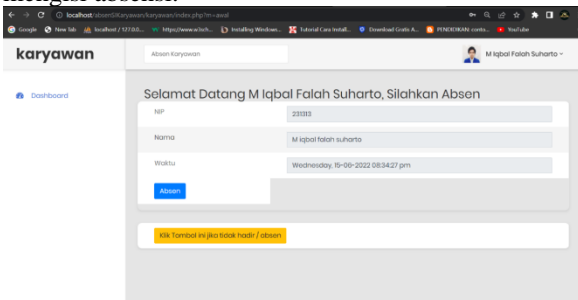 localhost/absenSiKaryawan/karyawan/index.php?m=awal
Google New Tab localhost / 127.0.0... https://www.w3sch... Installing Window... Tutorial Cara Install... Download Gratis A... PENDIDIKAN: conto... YouTube
karyawan
Absen Karyawan
M Iqbal Falah Suharto
Dashboard
Selamat Datang M Iqbal Falah Suharto, Silahkan Absen
NIP
231313
Nama
M iqbal falah suharto
Waktu
Wednesday, 15-06-2022 08:34:27 pm
Absen
Klik Tombol ini jika tidak hadir / absen